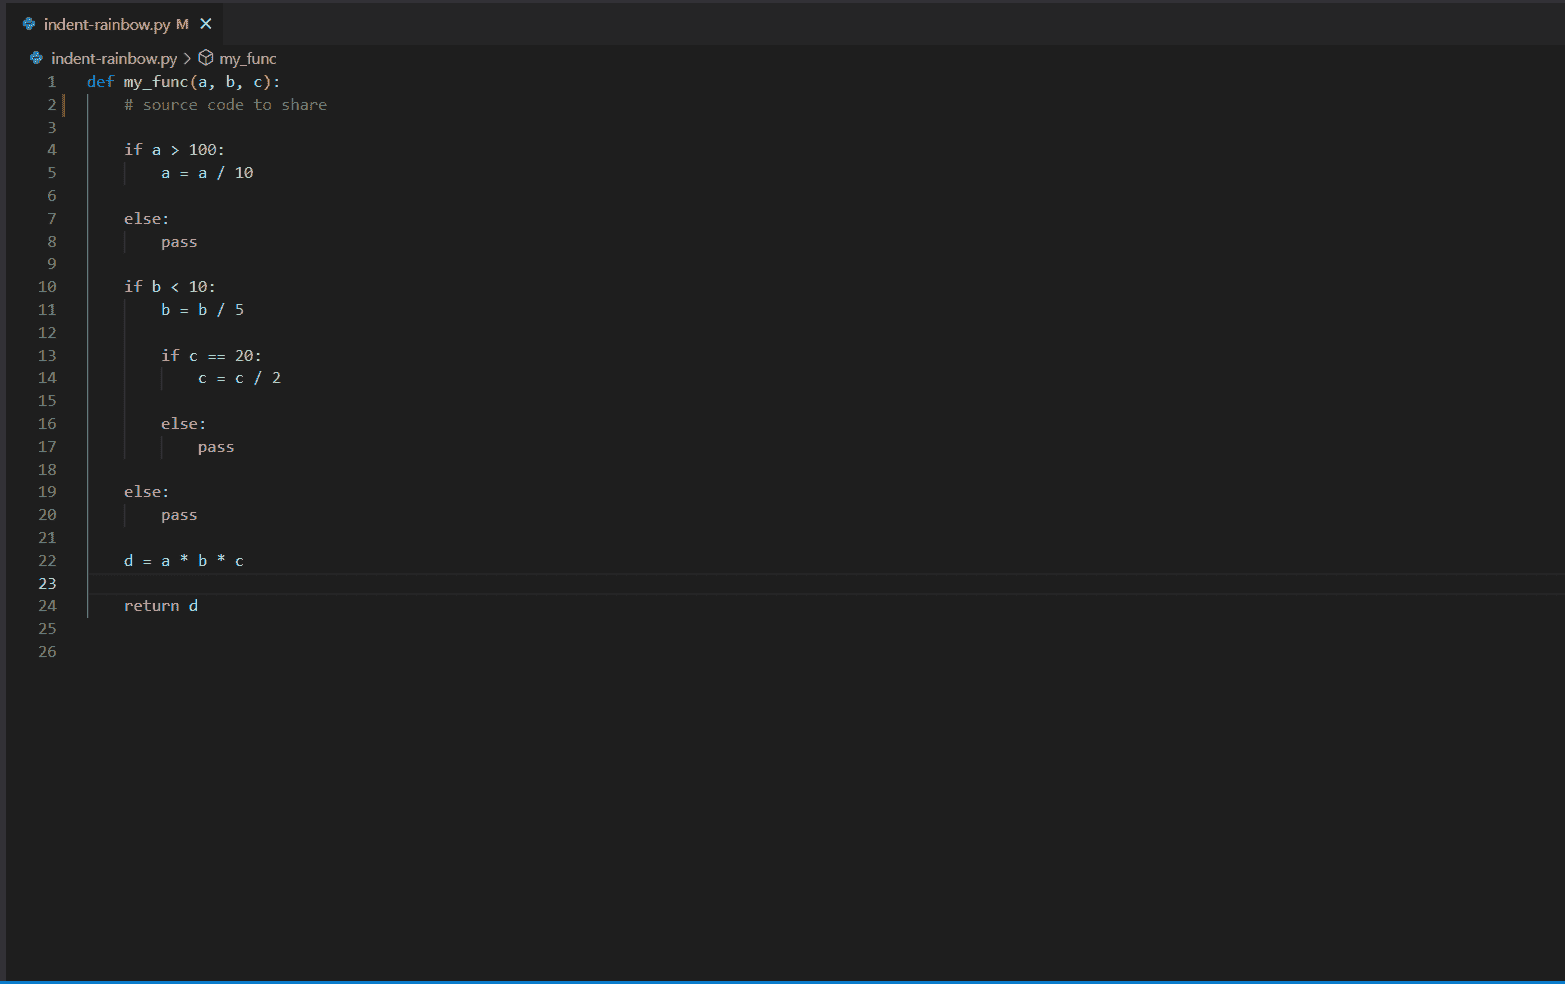 indent-rainbow.py M
indent-rainbow.py > my_func
1 def my_func(a, b, c):
2     # source code to share
3
4     if a > 100:
5         a = a / 10
6
7     else:
8         pass
9
10     if b < 10:
11         b = b / 5
12
13         if c == 20:
14             c = c / 2
15
16         else:
17             pass
18
19     else:
20         pass
21
22     d = a * b * c
23
24     return d
25
26